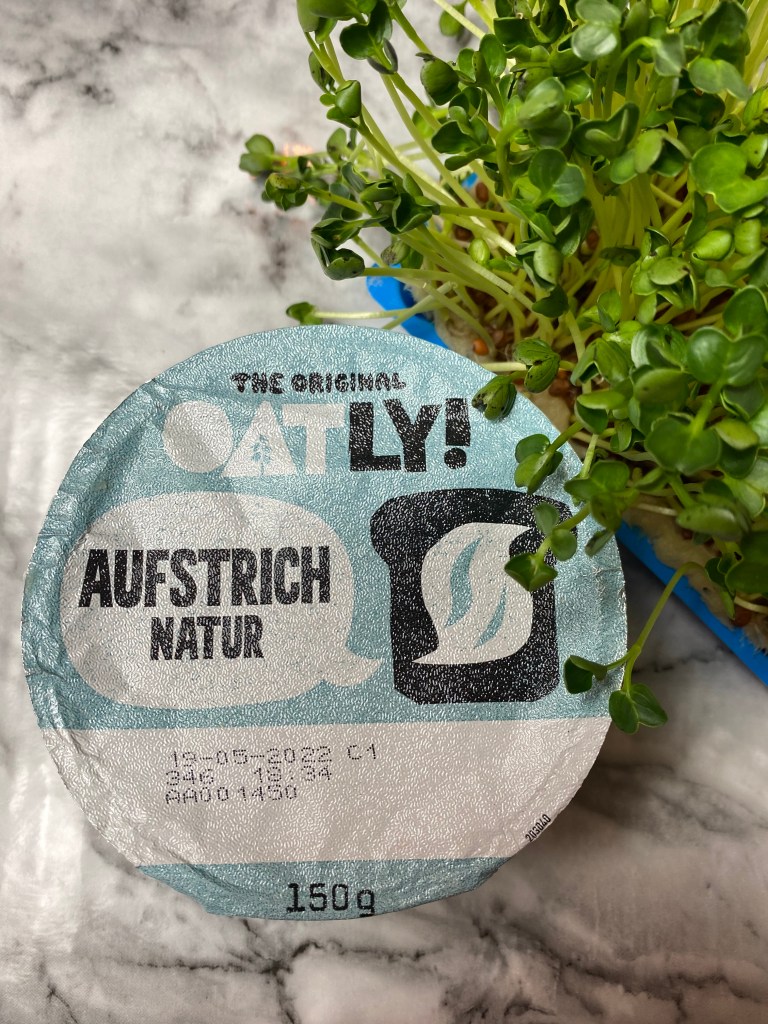 THE ORIGINAL
OATLY!
AUFSTRICH
NATUR
19-05-2022 C1
346 18:34
AA001450
150g